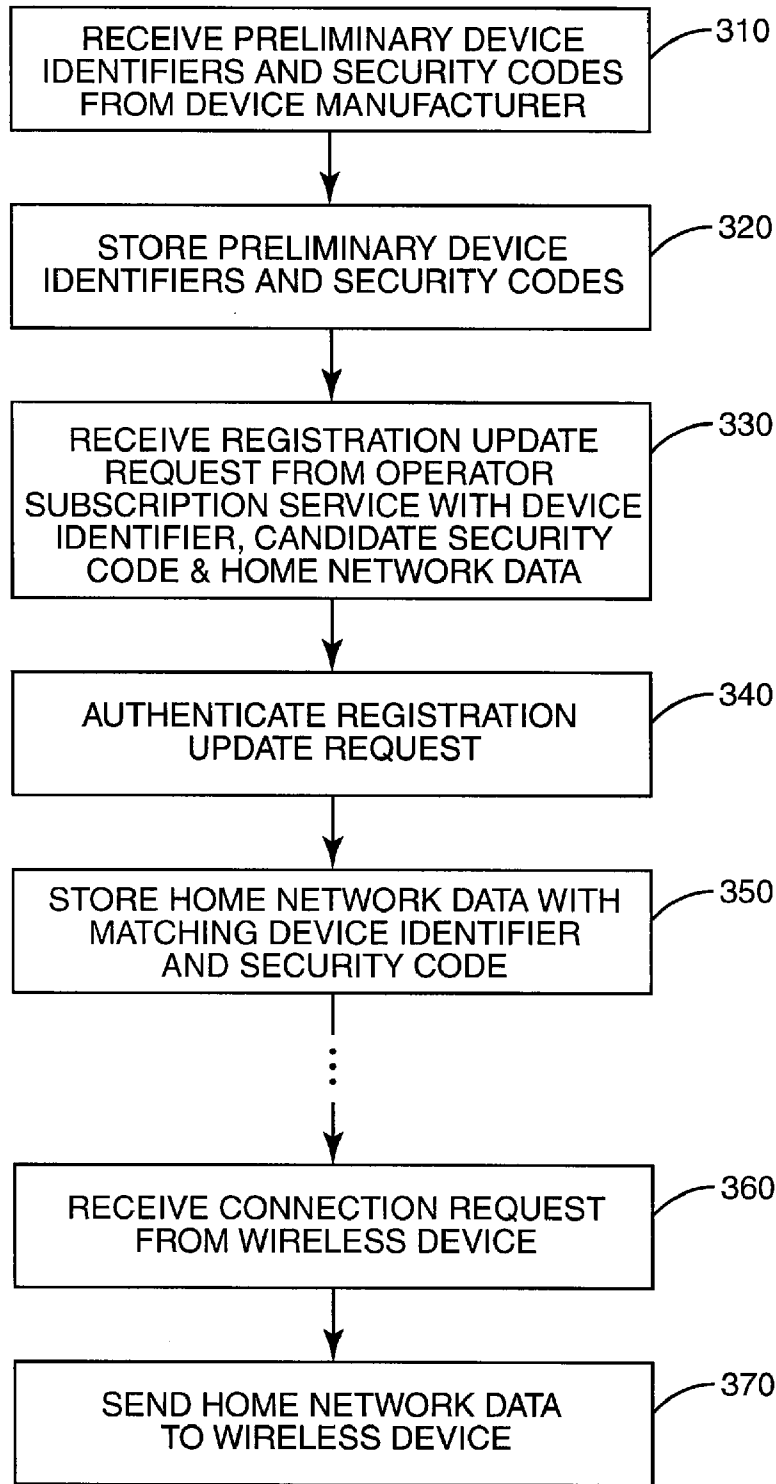 RECEIVE PRELIMINARY DEVICE
IDENTIFIERS AND SECURITY CODES
FROM DEVICE MANUFACTURER
310
STORE PRELIMINARY DEVICE
IDENTIFIERS AND SECURITY CODES
320
RECEIVE REGISTRATION UPDATE
REQUEST FROM OPERATOR
SUBSCRIPTION SERVICE WITH DEVICE
IDENTIFIER, CANDIDATE SECURITY
CODE & HOME NETWORK DATA
330
AUTHENTICATE REGISTRATION
UPDATE REQUEST
340
STORE HOME NETWORK DATA WITH
MATCHING DEVICE IDENTIFIER
AND SECURITY CODE
350
RECEIVE CONNECTION REQUEST
FROM WIRELESS DEVICE
360
SEND HOME NETWORK DATA
TO WIRELESS DEVICE
370